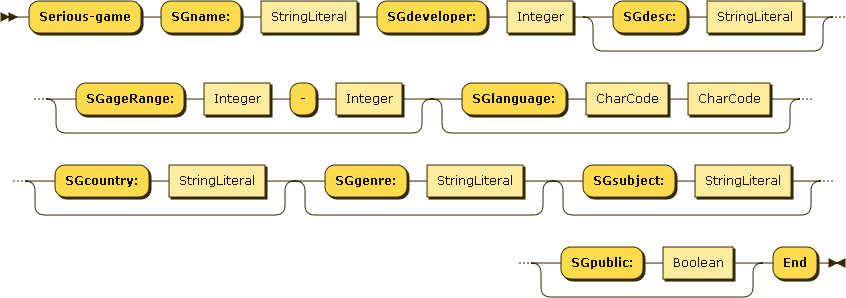 Serious-game SGname: StringLiteral SGdeveloper: Integer SGdesc: StringLiteral
SGageRange: Integer - Integer SGlanguage: CharCode CharCode
SGcountry: StringLiteral SGgenre: StringLiteral SGsubject: StringLiteral
SGpublic: Boolean End